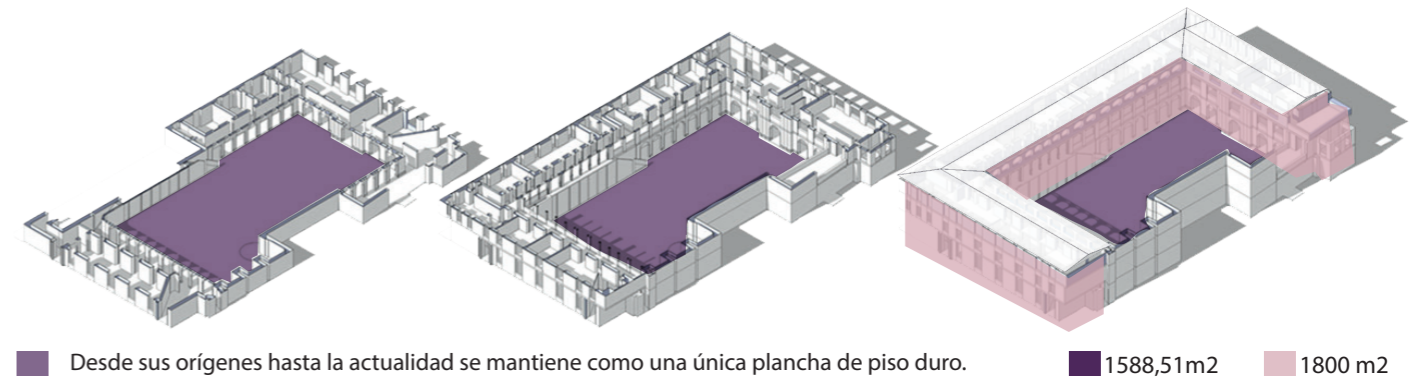 Desde sus orígenes hasta la actualidad se mantiene como una única plancha de piso duro. 1588,51m2 1800 m2